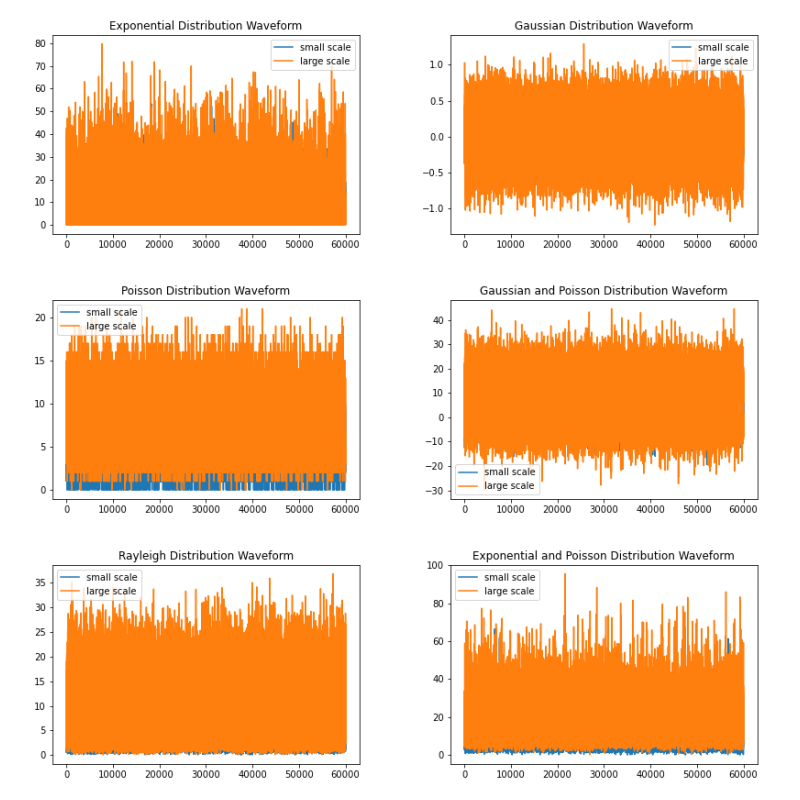 Exponential Distribution Waveform
80
70
60
50
40
30
20
10
0
small scale
large scale
0 10000 20000 30000 40000 50000 60000
Gaussian Distribution Waveform
1.0
0.5
0.0
−0.5
−1.0
small scale
large scale
0 10000 20000 30000 40000 50000 60000
Poisson Distribution Waveform
20
15
10
5
0
small scale
large scale
0 10000 20000 30000 40000 50000 60000
Gaussian and Poisson Distribution Waveform
40
30
20
10
0
−10
−20
−30
small scale
large scale
0 10000 20000 30000 40000 50000 60000
Rayleigh Distribution Waveform
35
30
25
20
15
10
5
0
small scale
large scale
0 10000 20000 30000 40000 50000 60000
Exponential and Poisson Distribution Waveform
100
80
60
40
20
0
small scale
large scale
0 10000 20000 30000 40000 50000 60000